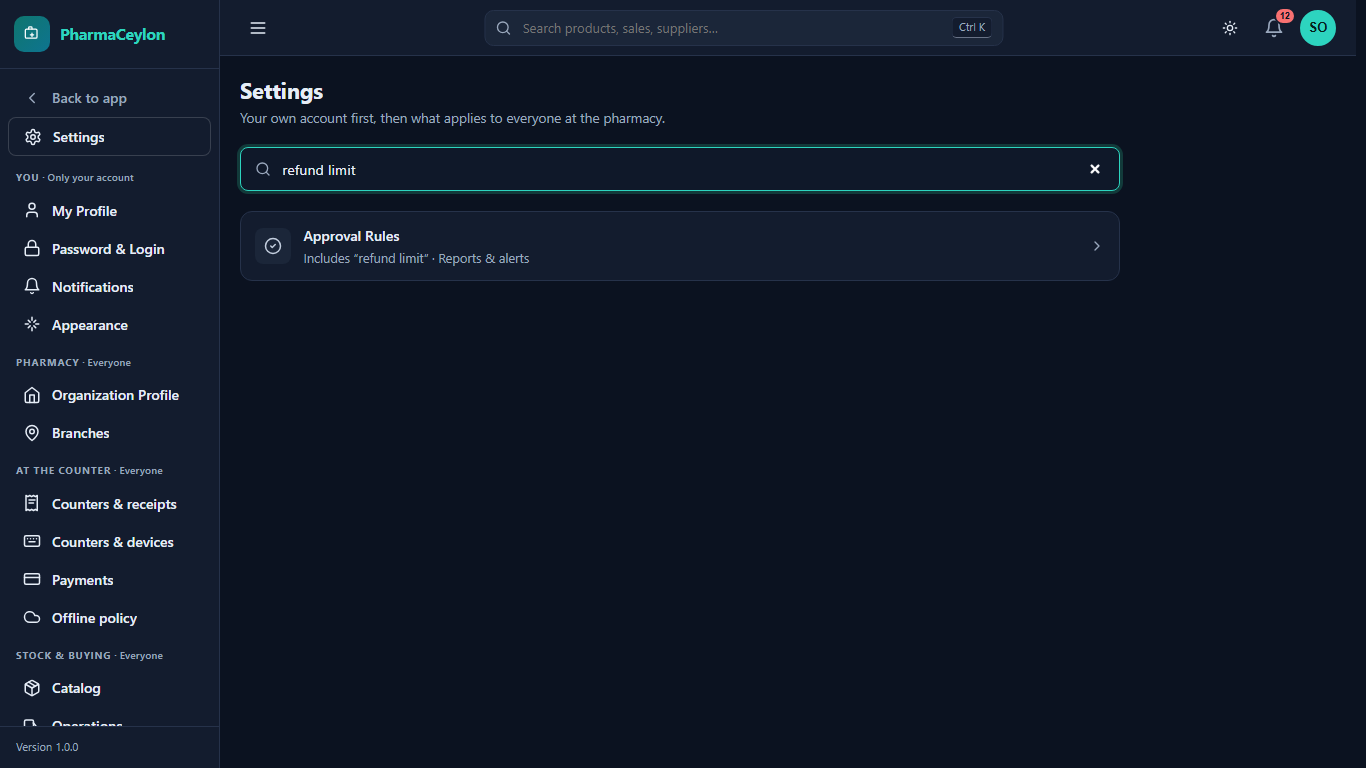 PharmaCeylon
Search products, sales, suppliers...
Ctrl K
12
SO
Back to app
Settings
YOU · Only your account
My Profile
Password & Login
Notifications
Appearance
PHARMACY · Everyone
Organization Profile
Branches
AT THE COUNTER · Everyone
Counters & receipts
Counters & devices
Payments
Offline policy
STOCK & BUYING · Everyone
Catalog
Operations
Version 1.0.0
Settings
Your own account first, then what applies to everyone at the pharmacy.
refund limit
Approval Rules
Includes “refund limit” · Reports & alerts